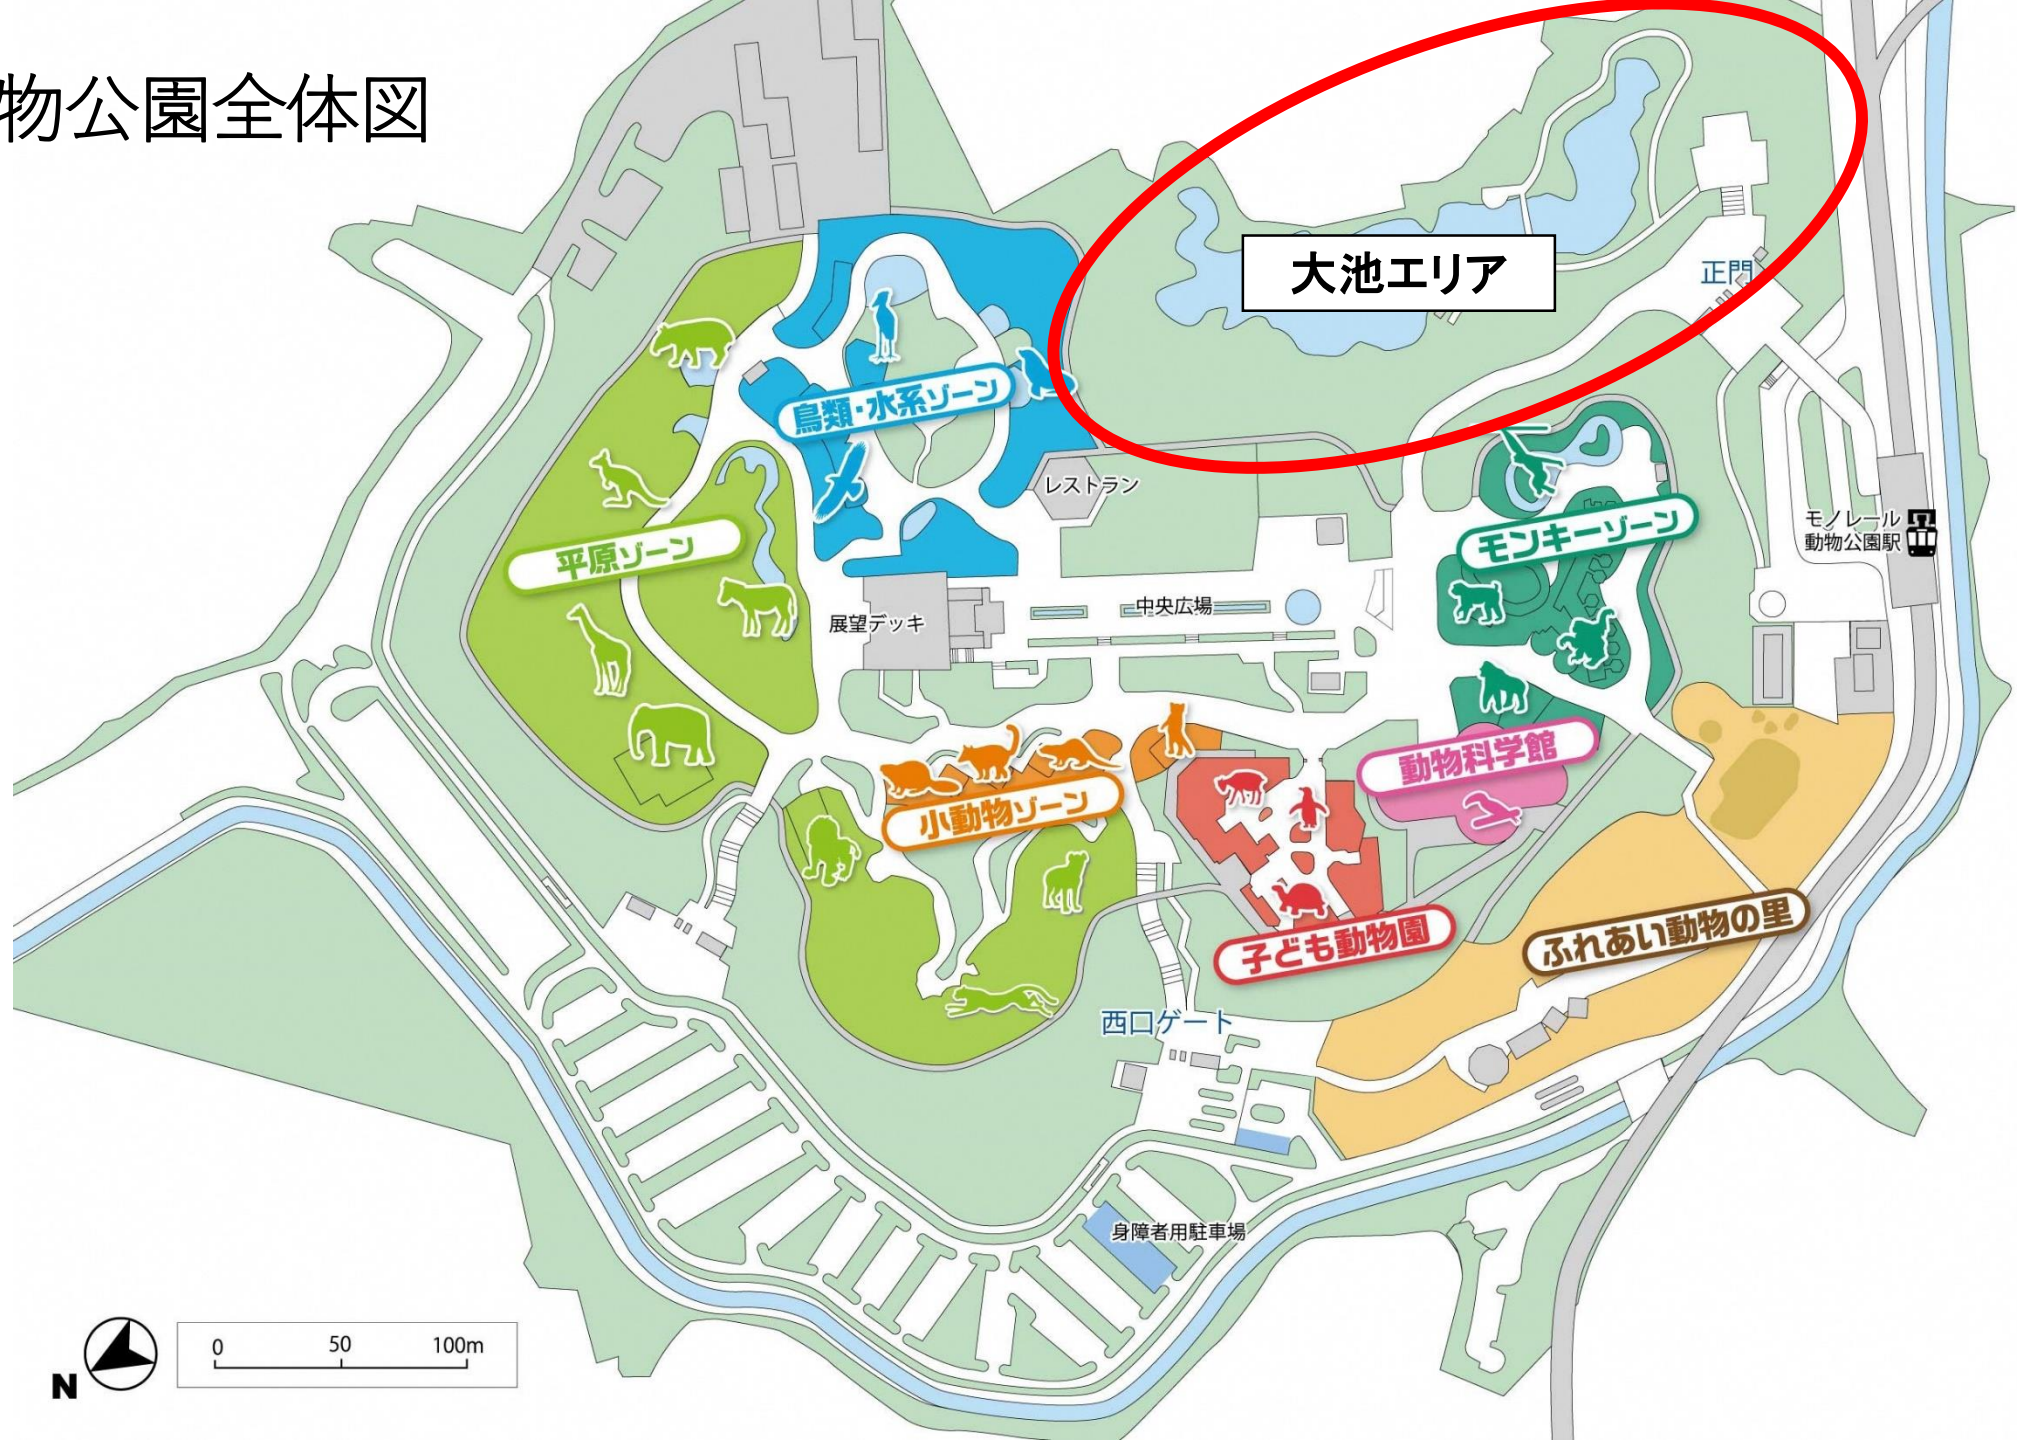 物公園全体図
大池エリア
正門
鳥類・水系ゾーン
レストラン
モンキーゾーン
モノレール
動物公園駅
平原ゾーン
展望デッキ
中央広場
動物科学館
小動物ゾーン
子ども動物園
ふれあい動物の里
西口ゲート
身障者用駐車場
N
0 50 100m